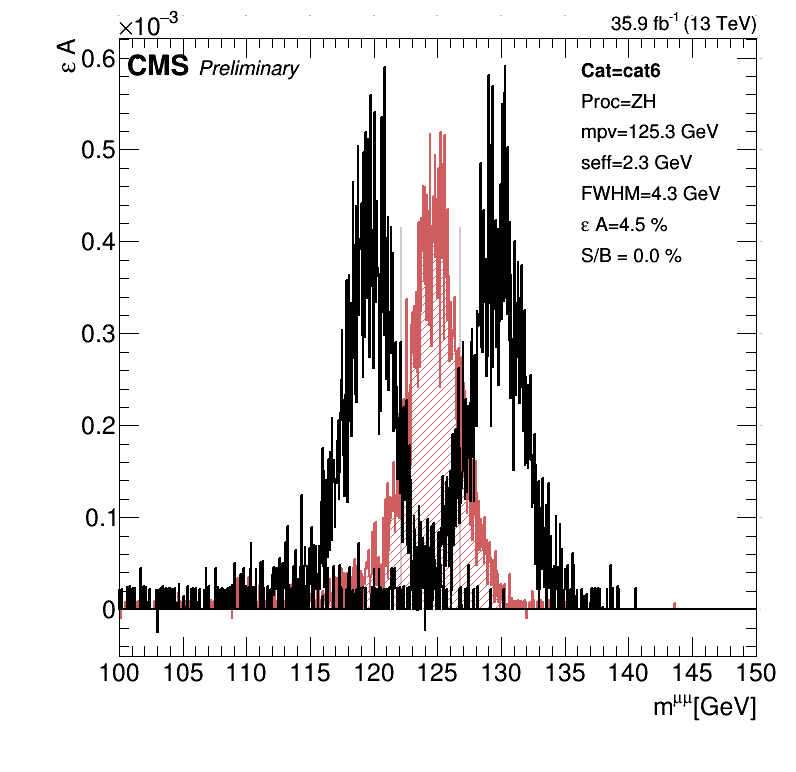 ×10⁻³
35.9 fb⁻¹ (13 TeV)
ε A
CMS Preliminary
Cat=cat6
Proc=ZH
mpv=125.3 GeV
seff=2.3 GeV
FWHM=4.3 GeV
ε A=4.5 %
S/B = 0.0 %
0.6
0.5
0.4
0.3
0.2
0.1
0
100 105 110 115 120 125 130 135 140 145 150
m^μμ[GeV]